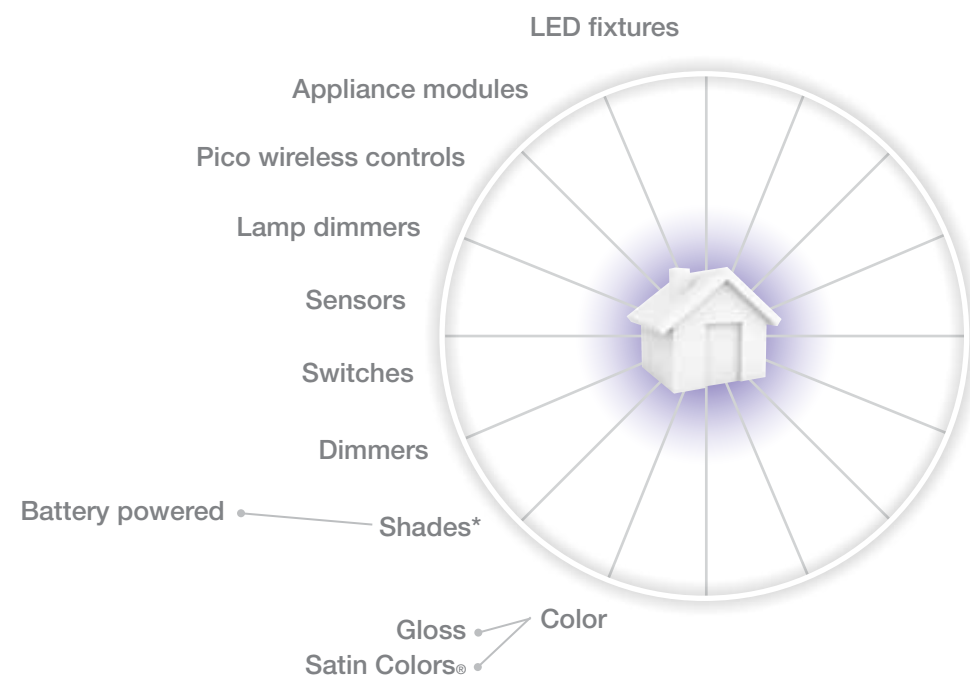 LED fixtures
Appliance modules
Pico wireless controls
Lamp dimmers
Sensors
Switches
Dimmers
Battery powered
Shades*
Color
Gloss
Satin Colors®